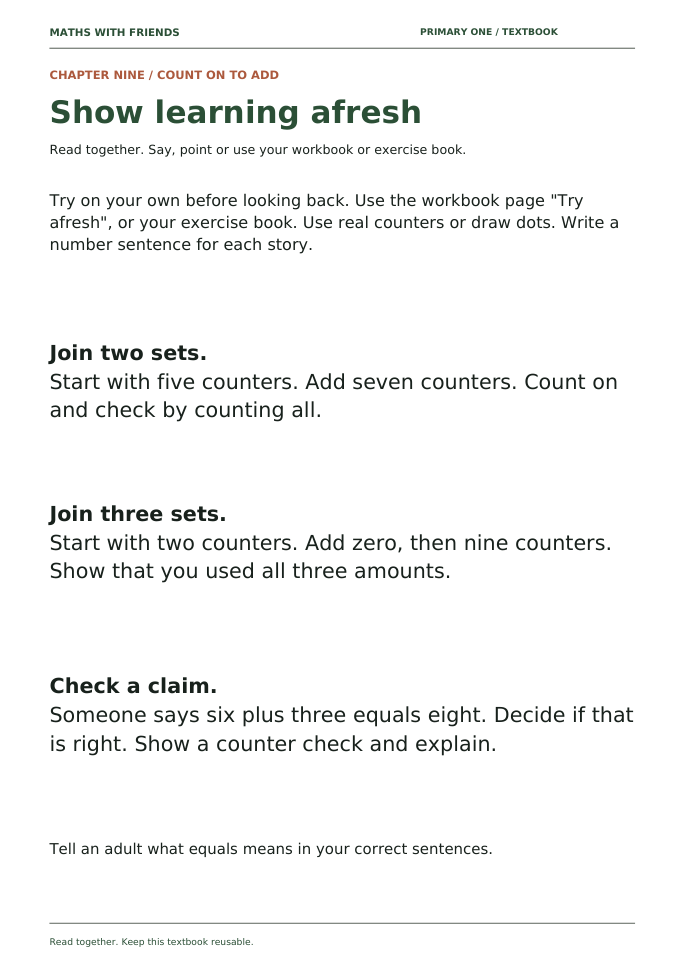 MATHS WITH FRIENDS
PRIMARY ONE / TEXTBOOK
CHAPTER NINE / COUNT ON TO ADD
Show learning afresh
Read together. Say, point or use your workbook or exercise book.
Try on your own before looking back. Use the workbook page "Try
afresh", or your exercise book. Use real counters or draw dots. Write a
number sentence for each story.
Join two sets.
Start with five counters. Add seven counters. Count on
and check by counting all.
Join three sets.
Start with two counters. Add zero, then nine counters.
Show that you used all three amounts.
Check a claim.
Someone says six plus three equals eight. Decide if that
is right. Show a counter check and explain.
Tell an adult what equals means in your correct sentences.
Read together. Keep this textbook reusable.